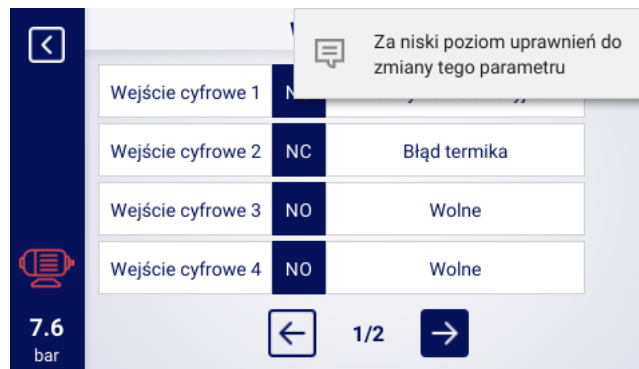 Za niski poziom uprawnień do
zmiany tego parametru
Wejście cyfrowe 1
Wejście cyfrowe 2 NC Błąd termika
Wejście cyfrowe 3 NO Wolne
Wejście cyfrowe 4 NO Wolne
7.6
bar
1/2